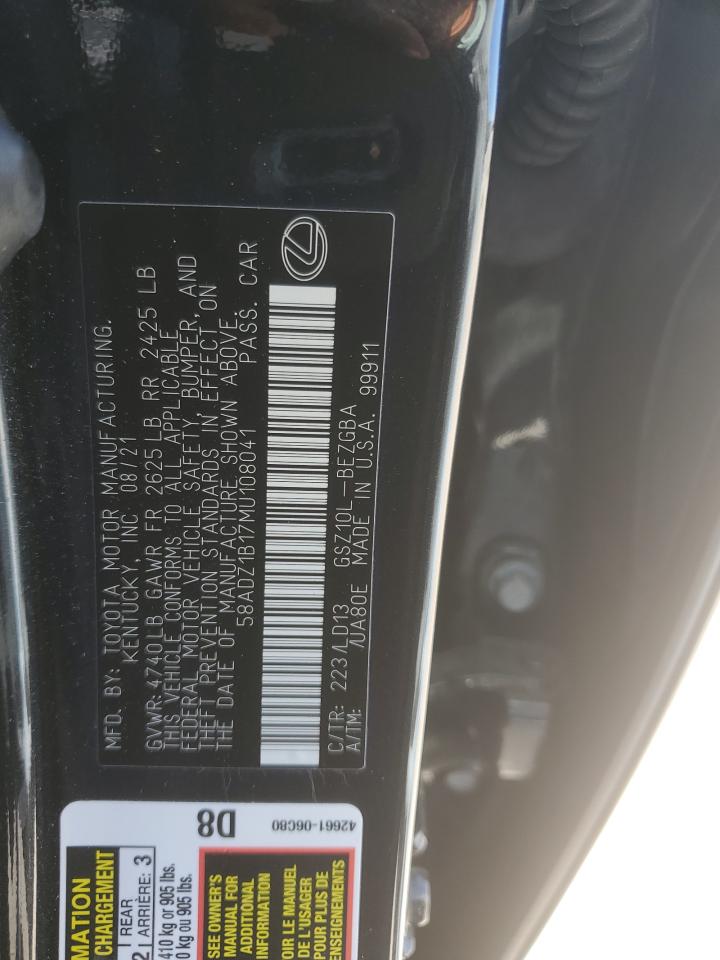 MFD. BY: TOYOTA MOTOR MANUFACTURING.
KENTUCKY, INC 08/21
GVWR: 4740LB GAWR FR 2625 LB RR 2425 LB
THIS VEHICLE CONFORMS TO ALL APPLICABLE
FEDERAL MOTOR VEHICLE SAFETY, BUMPER, AND
THEFT PREVENTION STANDARDS IN EFFECT ON
THE DATE OF MANUFACTURE SHOWN ABOVE.
58ADZ1B17MU108041 PASS. CAR
C/TR: 223 /LD13 GSZ10L-BEZGBA
A/TM: /UA80E MADE IN U.S.A. 99911
D8
42661-06C80
MATION
CHARGEMENT
2 REAR
ARRIÈRE: 3
410 kg or 905 lbs.
0 kg ou 905 lbs.
SEE OWNER'S
MANUAL FOR
ADDITIONAL
INFORMATION
OIR LE MANUEL
DE L'USAGER
POUR PLUS DE
ENSEIGNEMENTS